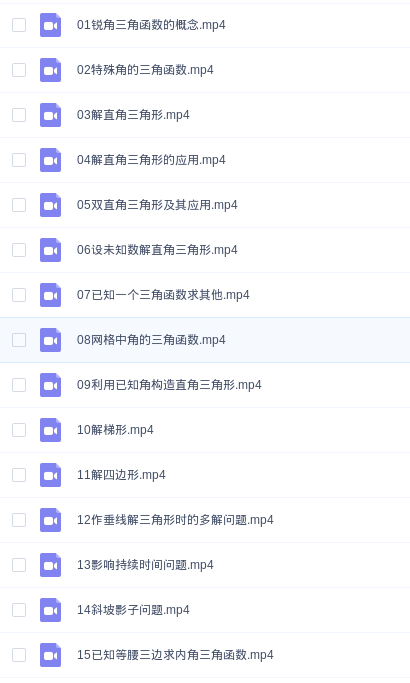 01锐角三角函数的概念.mp4
02特殊角的三角函数.mp4
03解直角三角形.mp4
04解直角三角形的应用.mp4
05双直角三角形及其应用.mp4
06设未知数解直角三角形.mp4
07已知一个三角函数求其他.mp4
08网格中角的三角函数.mp4
09利用已知角构造直角三角形.mp4
10解梯形.mp4
11解四边形.mp4
12作垂线解三角形时的多解问题.mp4
13影响持续时间问题.mp4
14斜坡影子问题.mp4
15已知等腰三边求内角三角函数.mp4